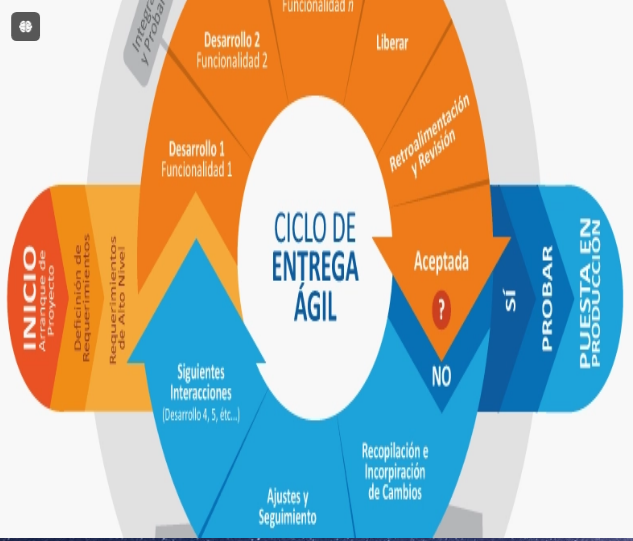 Integrar
y Probar
Funcionalidad n
Desarrollo 2
Funcionalidad 2
Liberar
Desarrollo 1
Funcionalidad 1
Retroalimentación
y Revisión
INICIO
Arranque de
Proyecto
Deficinión de
Requerimientos
Requerimientos
de Alto Nivel
CICLO DE
ENTREGA
ÁGIL
Aceptada
?
NO
SÍ
PROBAR
PUESTA EN
PRODUCCIÓN
Siguientes
Interacciones
(Desarrollo 4, 5, étc...)
Ajustes y
Seguimiento
Recopilación e
Incorpiración
de Cambios